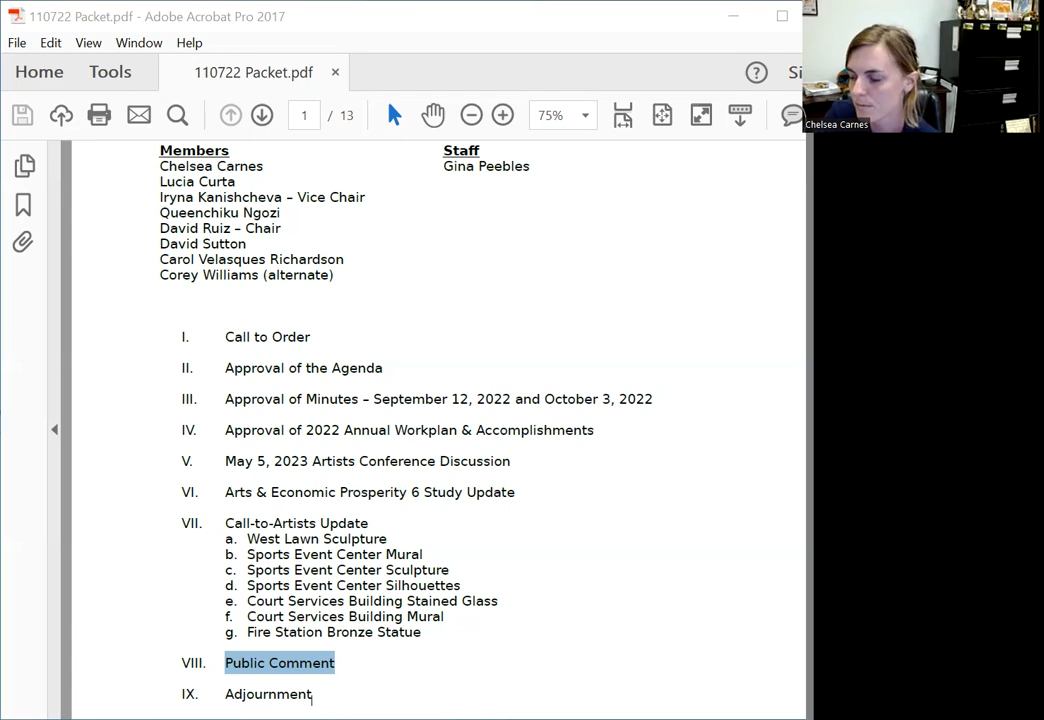 110722 Packet.pdf - Adobe Acrobat Pro 2017
File Edit View Window Help
Home Tools 110722 Packet.pdf × ? Si
1 / 13 75%
Chelsea Carnes
Members Staff
Chelsea Carnes Gina Peebles
Lucia Curta
Iryna Kanishcheva – Vice Chair
Queenchiku Ngozi
David Ruiz – Chair
David Sutton
Carol Velasques Richardson
Corey Williams (alternate)
I. Call to Order
II. Approval of the Agenda
III. Approval of Minutes – September 12, 2022 and October 3, 2022
IV. Approval of 2022 Annual Workplan & Accomplishments
V. May 5, 2023 Artists Conference Discussion
VI. Arts & Economic Prosperity 6 Study Update
VII. Call-to-Artists Update
a. West Lawn Sculpture
b. Sports Event Center Mural
c. Sports Event Center Sculpture
d. Sports Event Center Silhouettes
e. Court Services Building Stained Glass
f. Court Services Building Mural
g. Fire Station Bronze Statue
VIII. Public Comment
IX. Adjournment